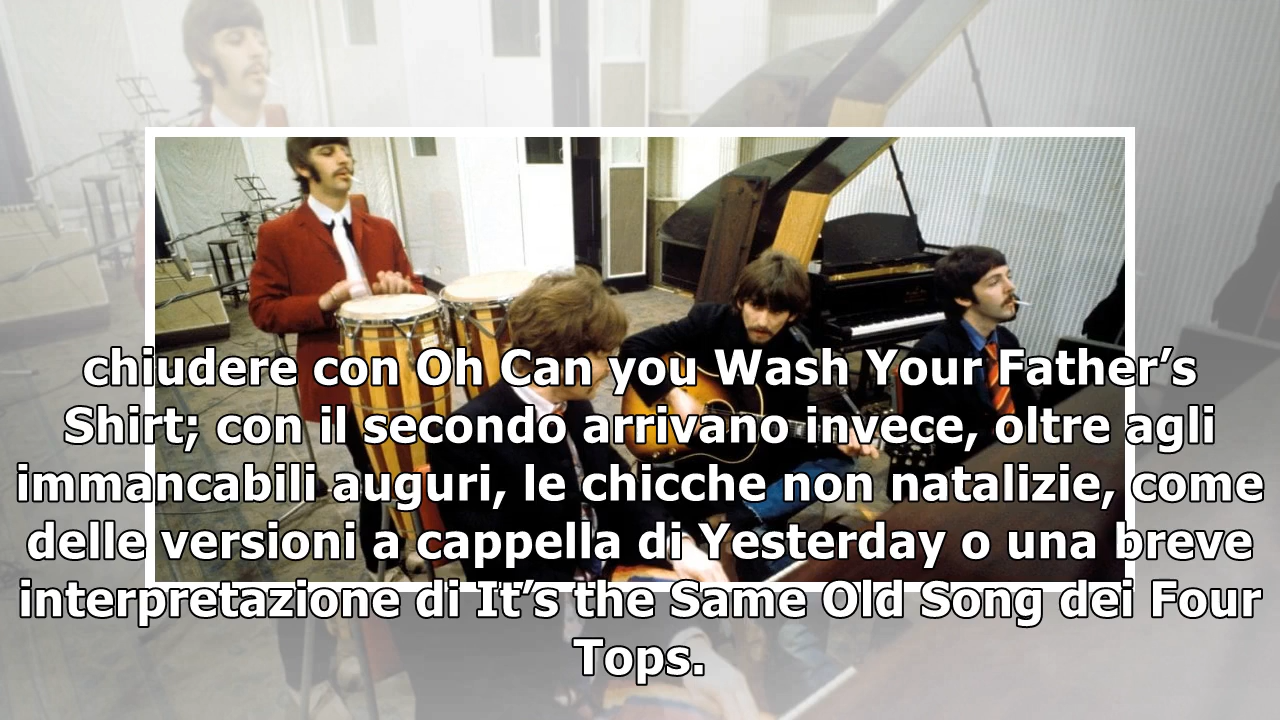 chiudere con Oh Can you Wash Your Father’s
Shirt; con il secondo arrivano invece, oltre agli
immancabili auguri, le chicche non natalizie, come
delle versioni a cappella di Yesterday o una breve
interpretazione di It’s the Same Old Song dei Four
Tops.